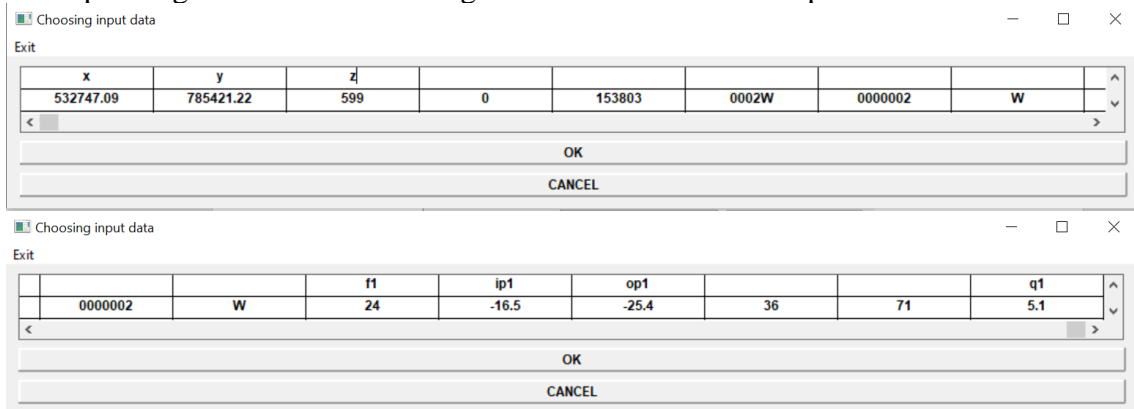 Choosing input data
Exit
x y z
532747.09 785421.22 599 0 153803 0002W 0000002 W
OK
CANCEL
Choosing input data
Exit
f1 ip1 op1 q1
0000002 W 24 -16.5 -25.4 36 71 5.1
OK
CANCEL